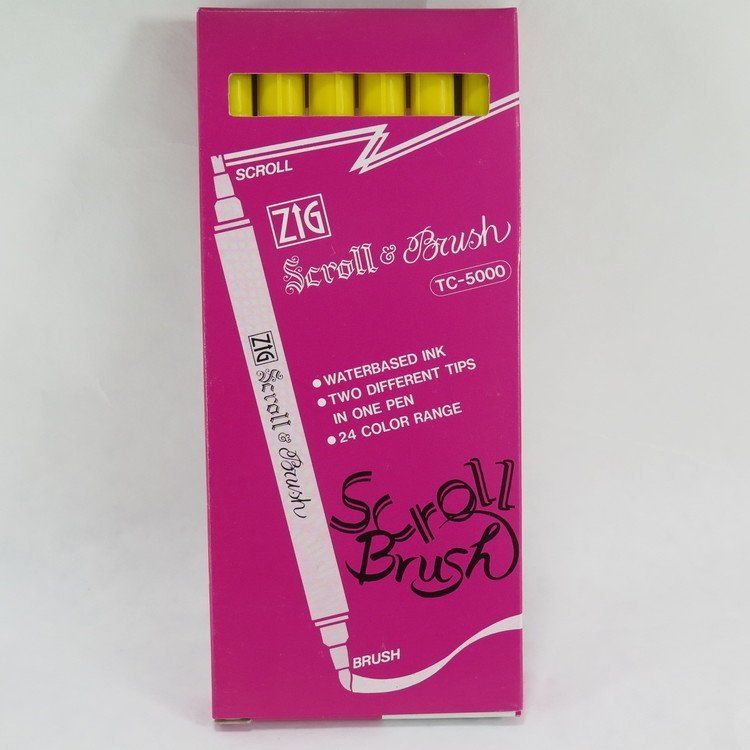 SCROLL
ZIG
Scroll & Brush
TC-5000
• WATERBASED INK
• TWO DIFFERENT TIPS
IN ONE PEN
• 24 COLOR RANGE
ZIG Scroll & Brush
Scroll
Brush
BRUSH